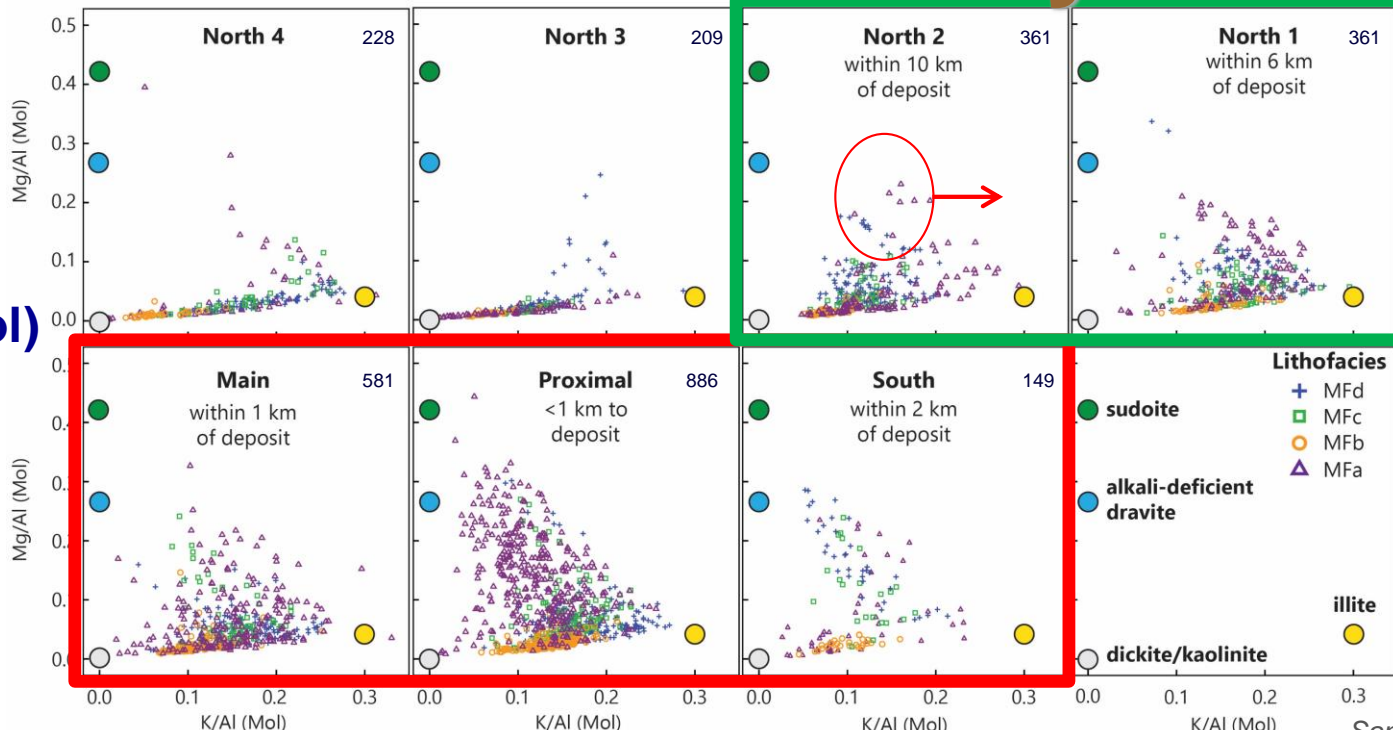 North 4 228
North 3 209
North 2 361
within 10 km
of deposit
North 1 361
within 6 km
of deposit
0.5
0.4
0.3
0.2
0.1
0.0
Mg/Al (Mol)
ol)
Main 581
within 1 km
of deposit
Proximal 886
<1 km to
deposit
South 149
within 2 km
of deposit
Lithofacies
MFd
MFc
MFb
MFa
sudoite
alkali-deficient
dravite
illite
dickite/kaolinite
Mg/Al (Mol)
0.0 0.1 0.2 0.3
0.0 0.1 0.2 0.3
0.0 0.1 0.2 0.3
0.0 0.1 0.2 0.3
K/Al (Mol)
K/Al (Mol)
K/Al (Mol)
K/Al (Mol)